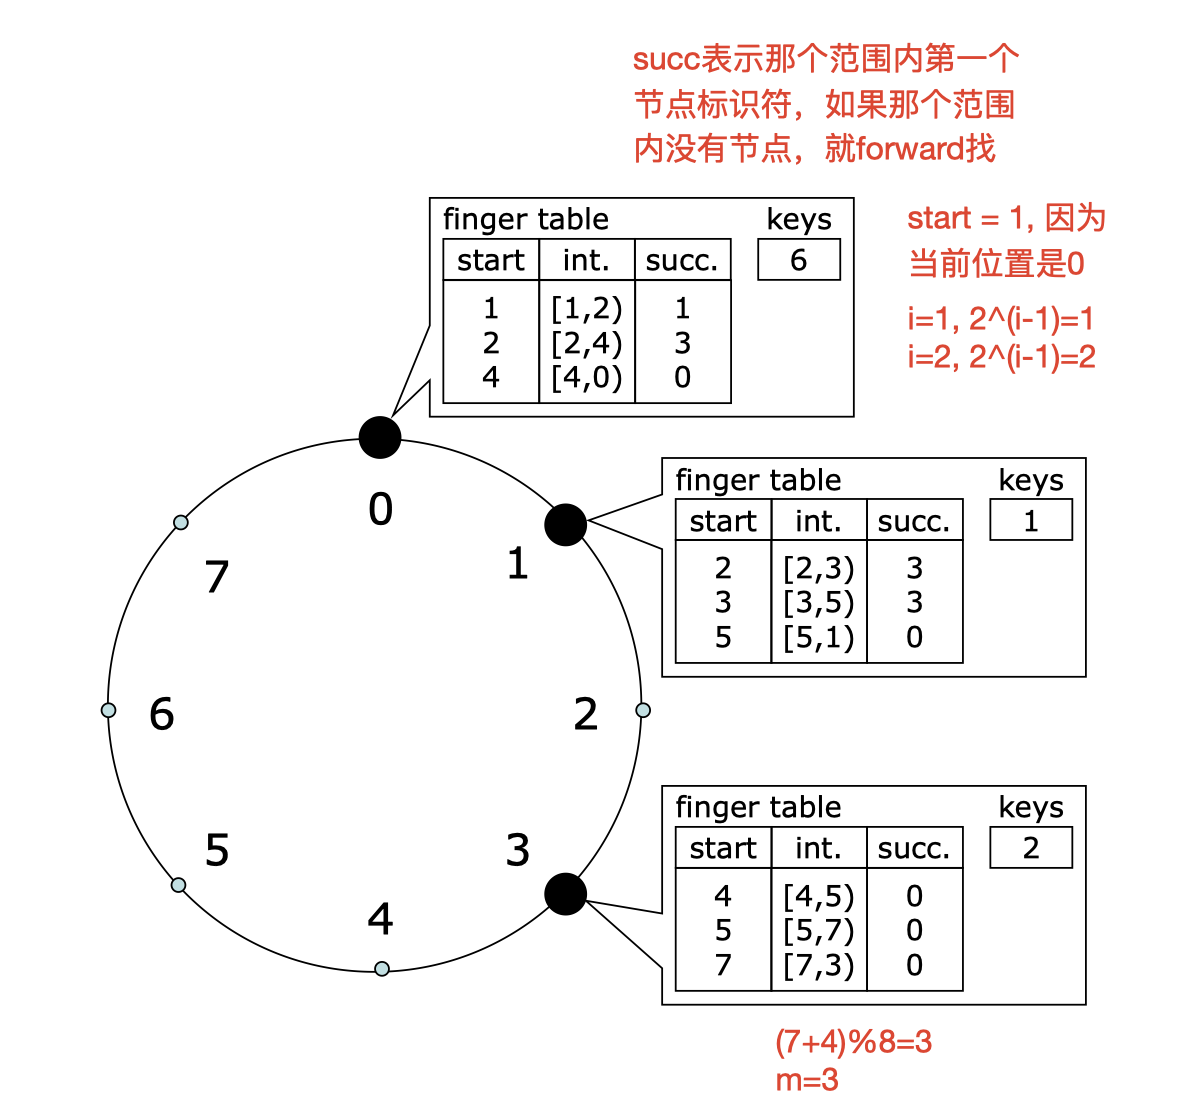 succ表示那个范围内第一个
节点标识符，如果那个范围
内没有节点，就forward找
start = 1, 因为
当前位置是0
i=1, 2^(i-1)=1
i=2, 2^(i-1)=2
finger table keys
start int. succ. 6
1 [1,2) 1
2 [2,4) 3
4 [4,0) 0
finger table keys
start int. succ. 1
2 [2,3) 3
3 [3,5) 3
5 [5,1) 0
finger table keys
start int. succ. 2
4 [4,5) 0
5 [5,7) 0
7 [7,3) 0
(7+4)%8=3
m=3
0
1
2
3
4
5
6
7